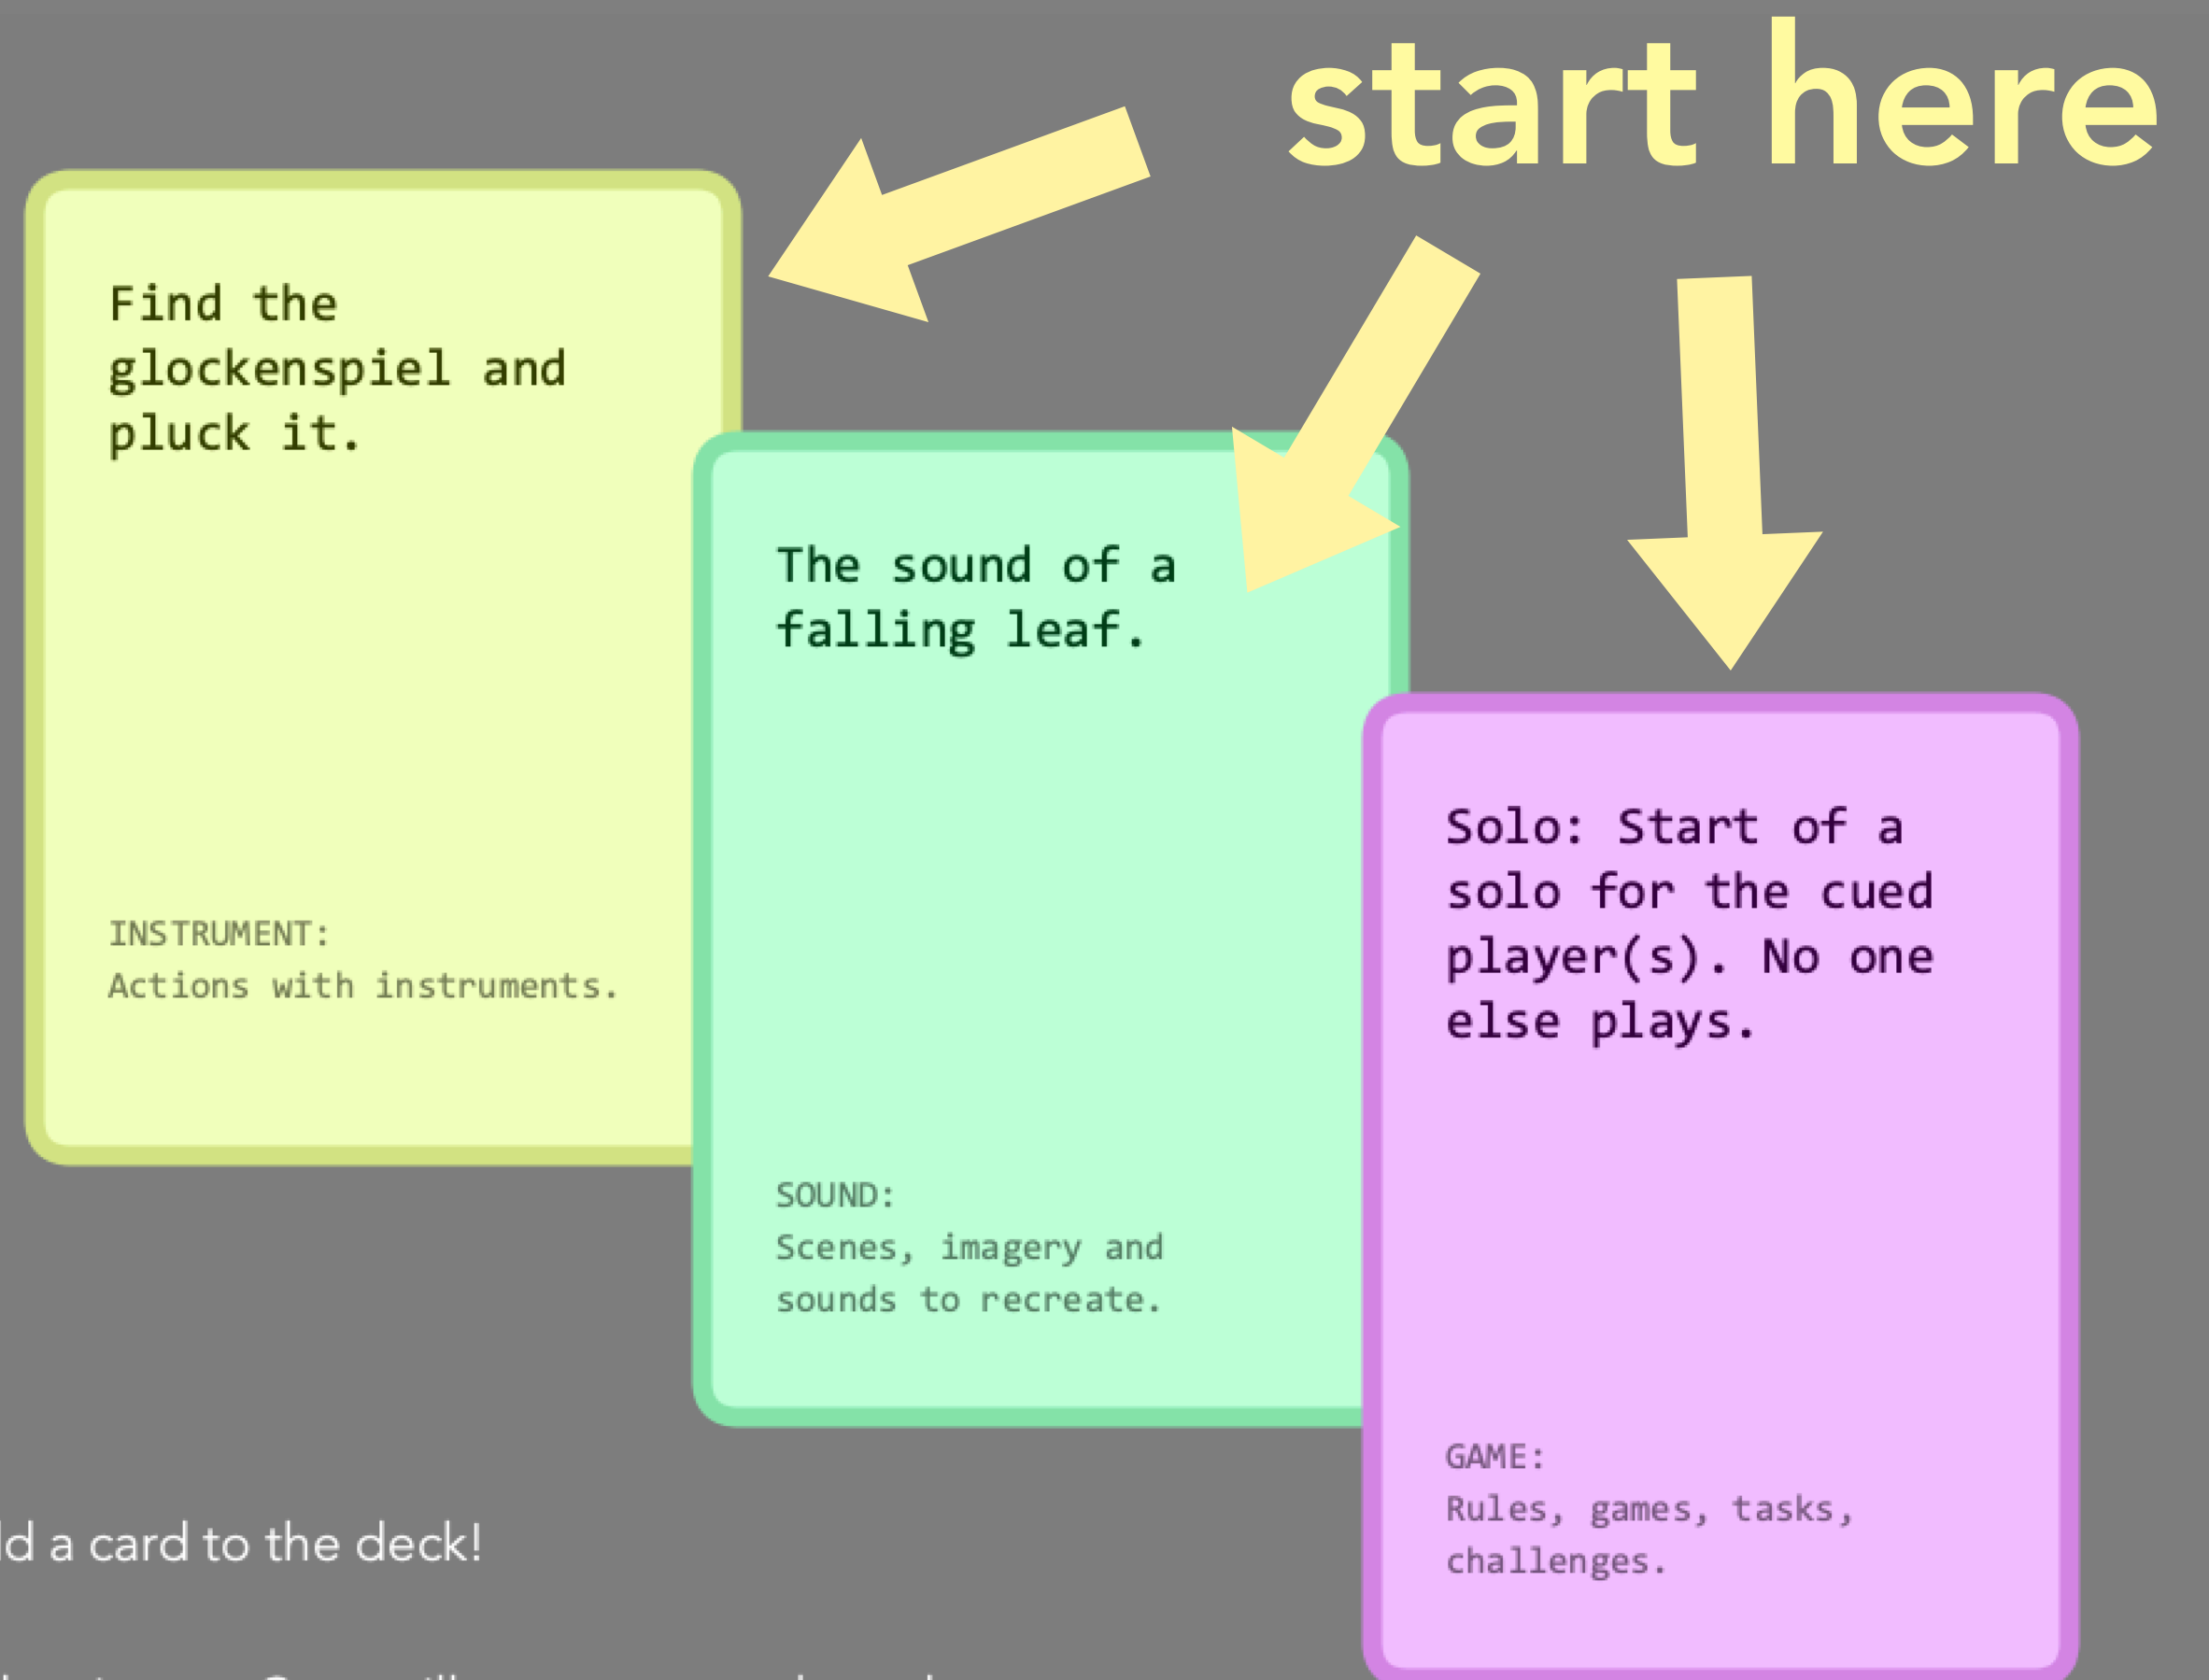 start here
Find the
glockenspiel and
pluck it.
INSTRUMENT:
Actions with instruments.
The sound of a
falling leaf.
SOUND:
Scenes, imagery and
sounds to recreate.
Solo: Start of a
solo for the cued
player(s). No one
else plays.
GAME:
Rules, games, tasks,
challenges.
a card to the deck!